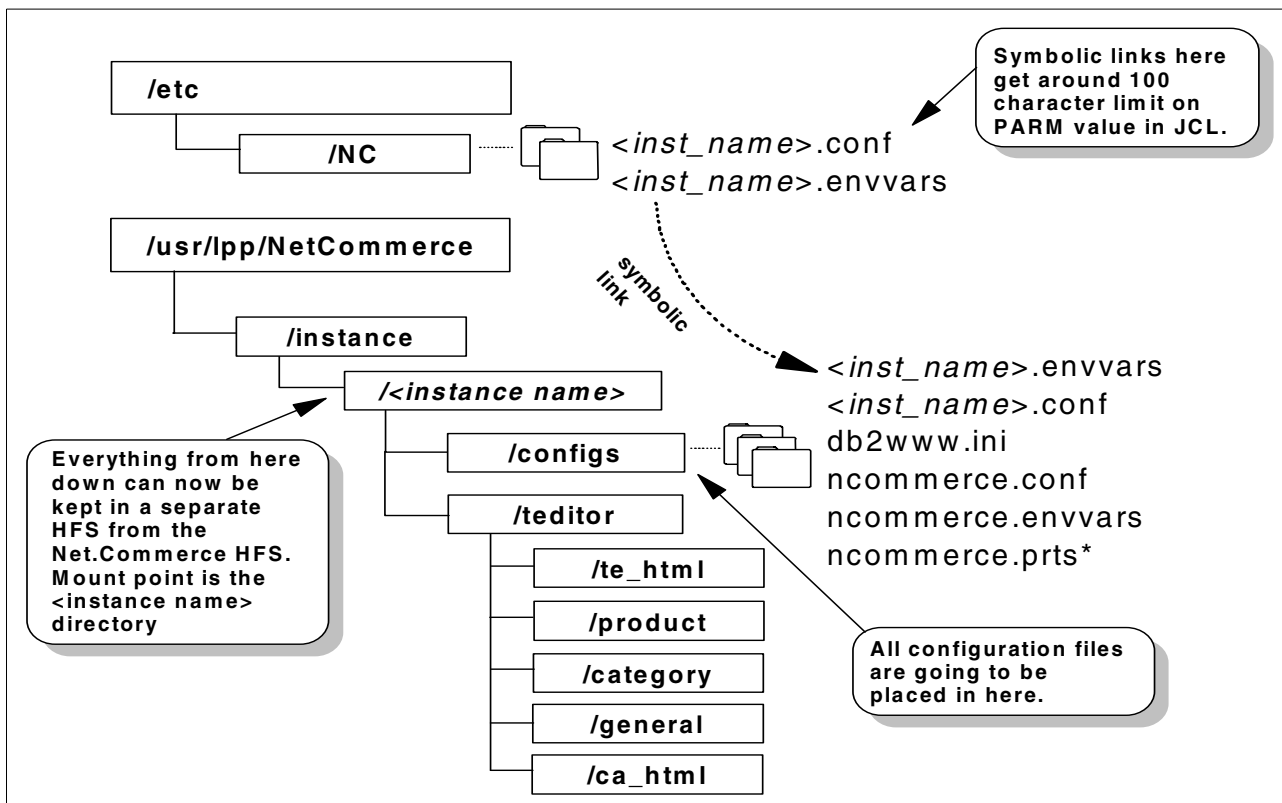 /etc
/NC
<inst_name>.conf
<inst_name>.envvars
Symbolic links here
get around 100
character limit on
PARM value in JCL.
/usr/lpp/NetCommerce
symbolic
link
/instance
/<instance name>
Everything from here
down can now be
kept in a separate
HFS from the
Net.Commerce HFS.
Mount point is the
<instance name>
directory
/configs
<inst_name>.envvars
<inst_name>.conf
db2www.ini
ncommerce.conf
ncommerce.envvars
ncommerce.prts*
/teditor
/te_html
/product
/category
/general
/ca_html
All configuration files
are going to be
placed in here.